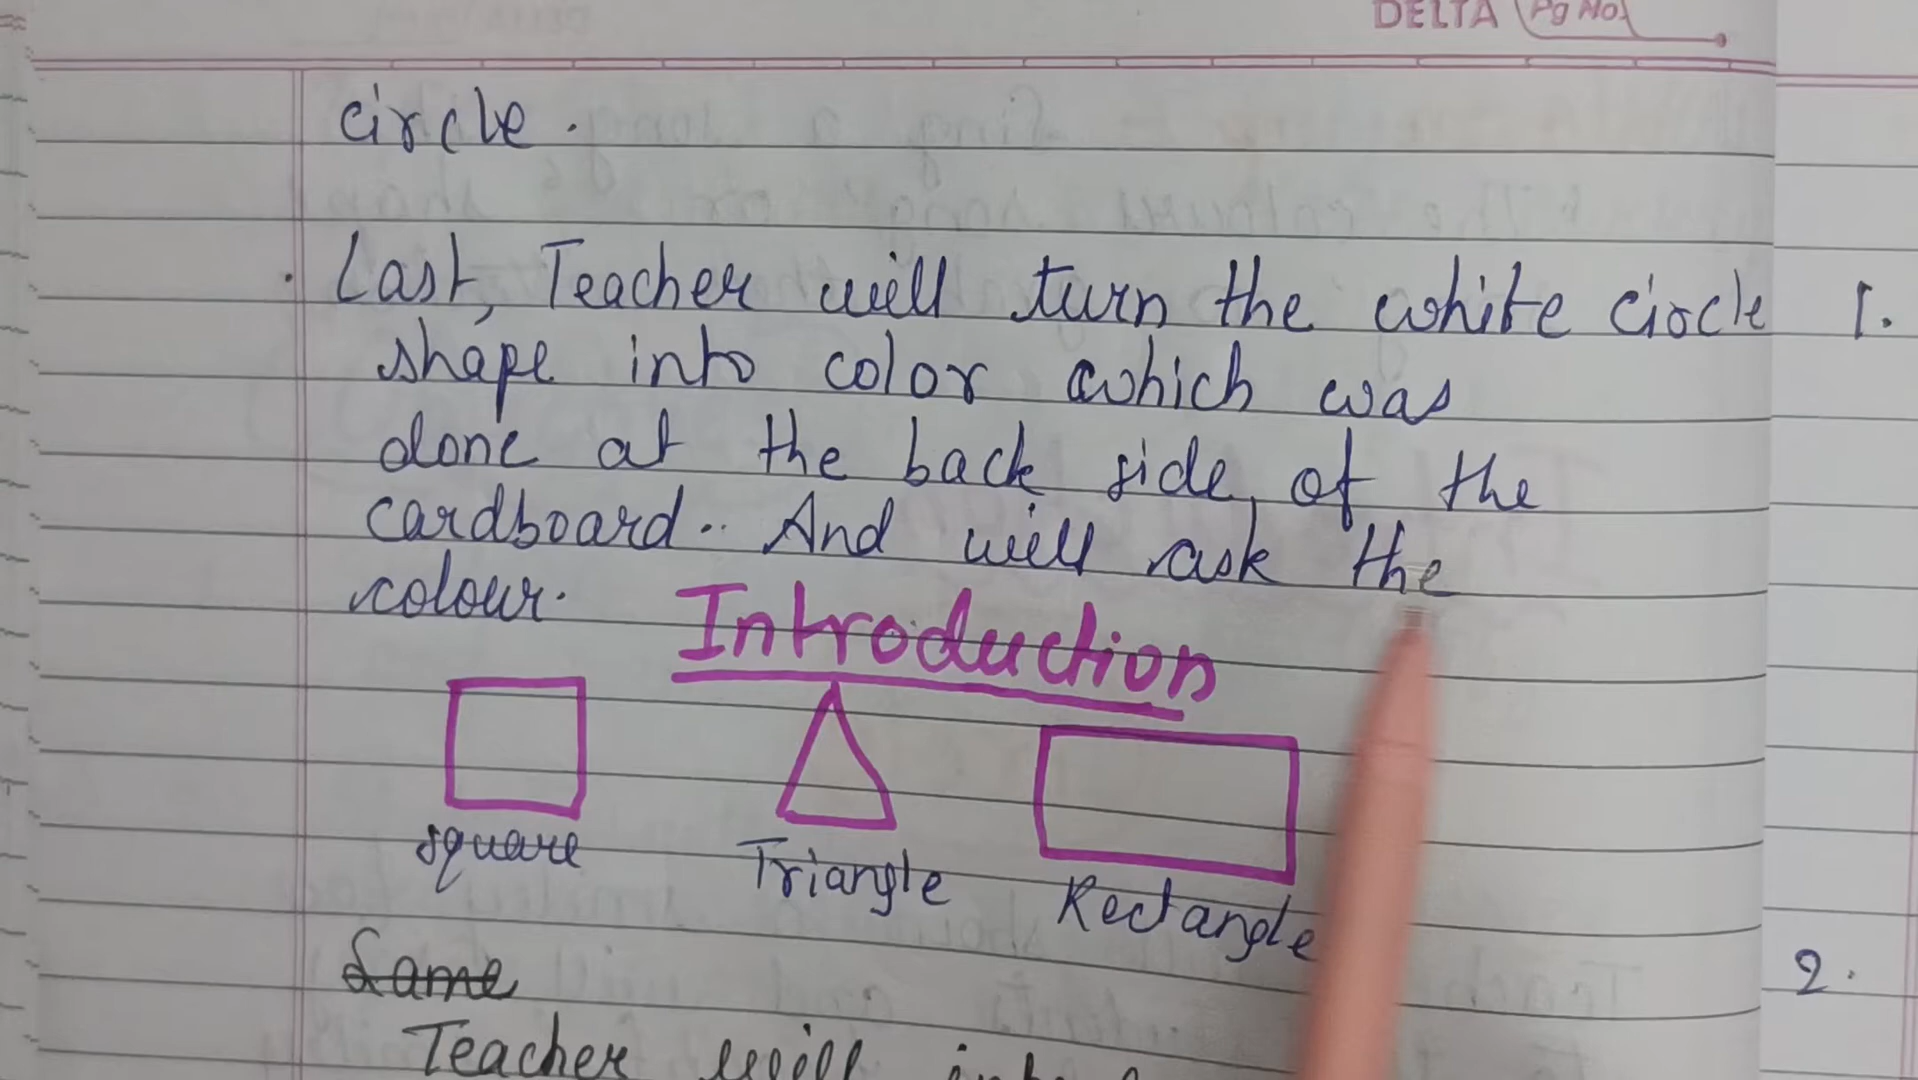 DELTA Pg No.
circle.
· Last, Teacher will turn the white circle
shape into color which was
done at the back side of the
cardboard.. And will ask the
colour.
Introduction
square Triangle Rectangle
Same
Teacher will
1.
2.